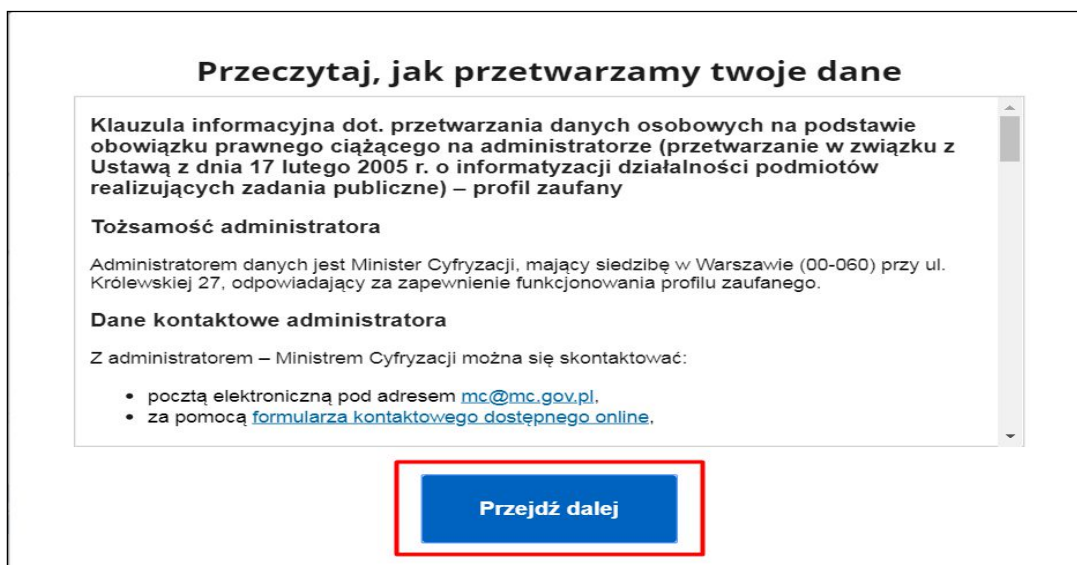 Przeczytaj, jak przetwarzamy twoje dane
Klauzula informacyjna dot. przetwarzania danych osobowych na podstawie
obowiązku prawnego ciążącego na administratorze (przetwarzanie w związku z
Ustawą z dnia 17 lutego 2005 r. o informatyzacji działalności podmiotów
realizujących zadania publiczne) – profil zaufany
Tożsamość administratora
Administratorem danych jest Minister Cyfryzacji, mający siedzibę w Warszawie (00-060) przy ul.
Królewskiej 27, odpowiadający za zapewnienie funkcjonowania profilu zaufanego.
Dane kontaktowe administratora
Z administratorem – Ministrem Cyfryzacji można się skontaktować:
• pocztą elektroniczną pod adresem mc@mc.gov.pl,
• za pomocą formularza kontaktowego dostępnego online,
Przejdź dalej